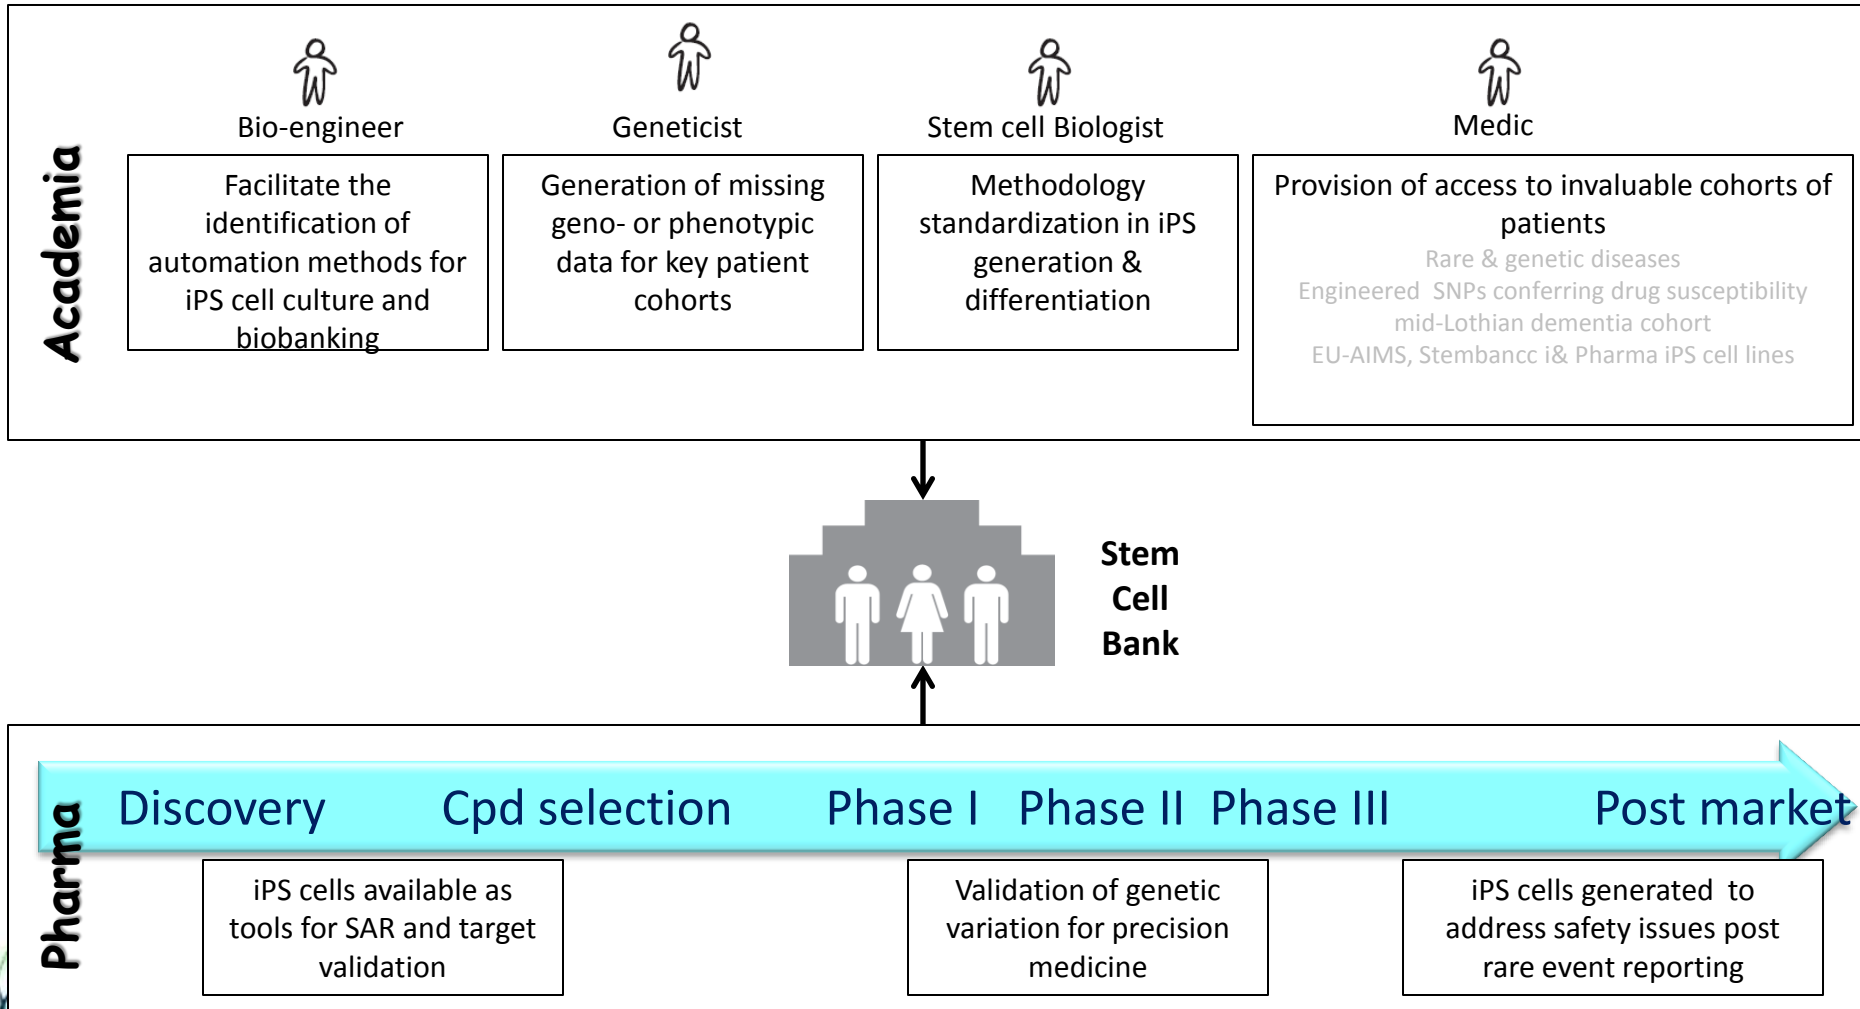 Academia
Bio-engineer
Facilitate the
identification of
automation methods for
iPS cell culture and
biobanking
Geneticist
Generation of missing
geno- or phenotypic
data for key patient
cohorts
Stem cell Biologist
Methodology
standardization in iPS
generation &
differentiation
Medic
Provision of access to invaluable cohorts of
patients
Rare & genetic diseases
Engineered  SNPs conferring drug susceptibility
mid-Lothian dementia cohort
EU-AIMS, Stembancc i& Pharma iPS cell lines
Stem
Cell
Bank
Pharma
Discovery
Cpd selection
Phase I
Phase II
Phase III
Post market
iPS cells available as
tools for SAR and target
validation
Validation of genetic
variation for precision
medicine
iPS cells generated  to
address safety issues post
rare event reporting